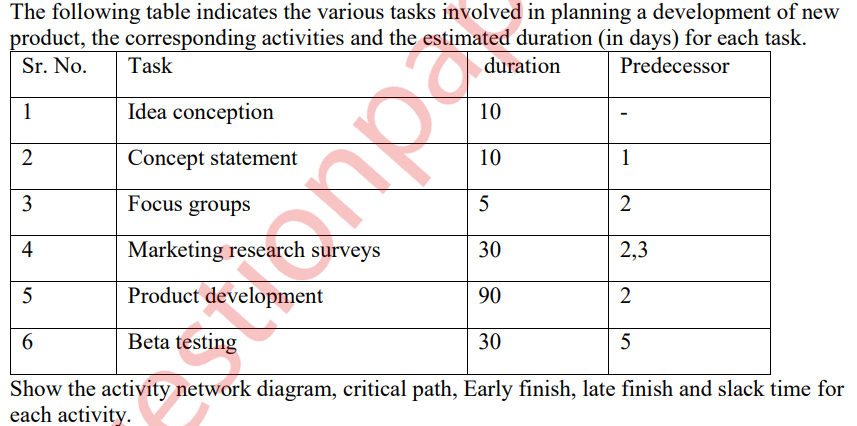 The following table indicates the various tasks involved in planning a development of new
product, the corresponding activities and the estimated duration (in days) for each task.
Sr. No. Task duration Predecessor
1 Idea conception 10 -
2 Concept statement 10 1
3 Focus groups 5 2
4 Marketing research surveys 30 2,3
5 Product development 90 2
6 Beta testing 30 5
Show the activity network diagram, critical path, Early finish, late finish and slack time for
each activity.
estionpap